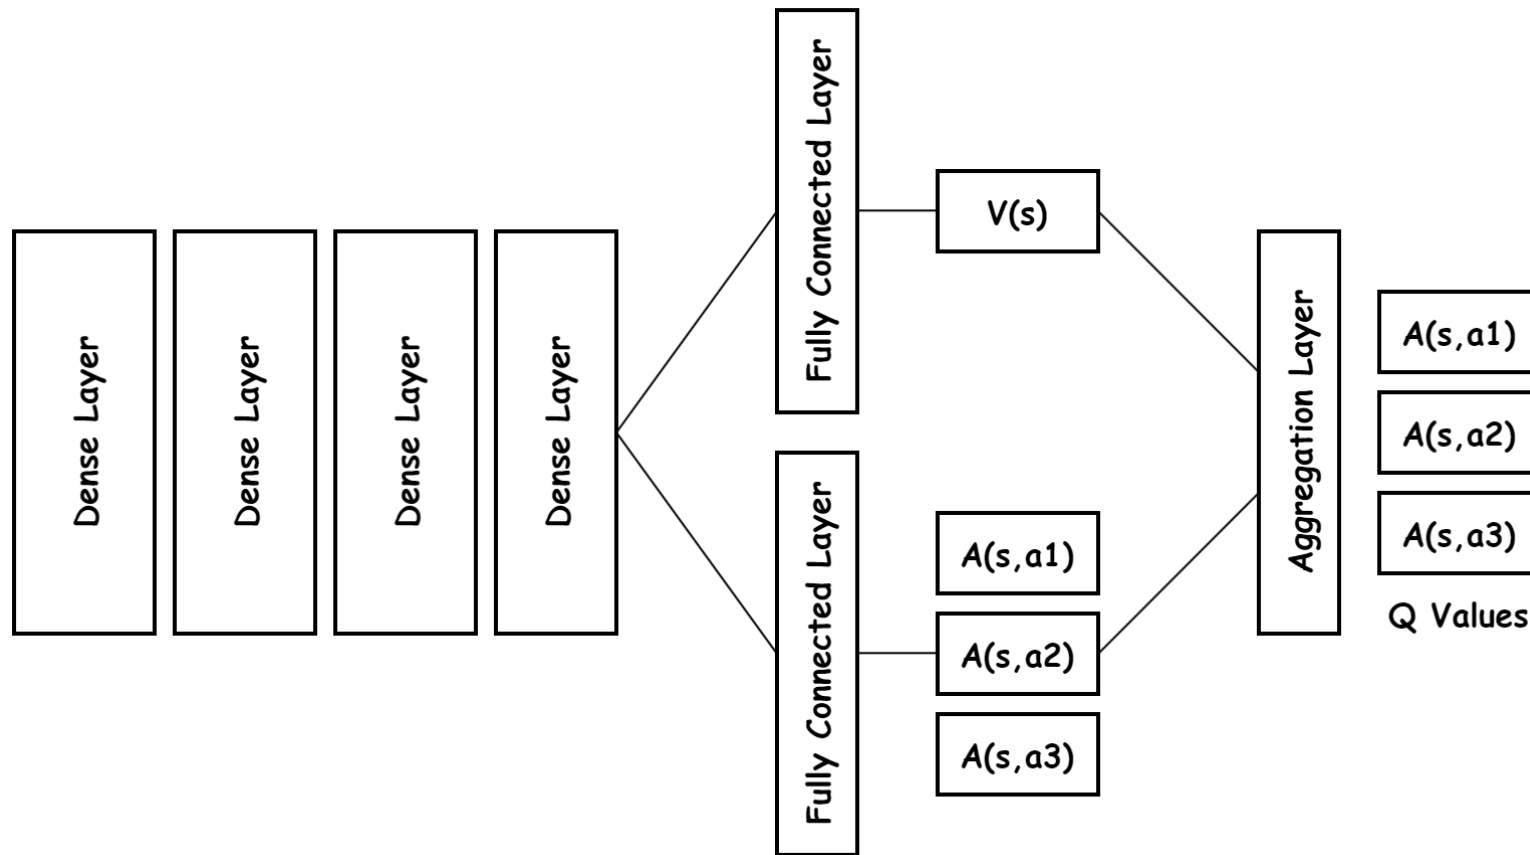 Dense Layer
Dense Layer
Dense Layer
Dense Layer
Fully Connected Layer
V(s)
Fully Connected Layer
A(s,a1)
A(s,a2)
A(s,a3)
Aggregation Layer
A(s,a1)
A(s,a2)
A(s,a3)
Q Values